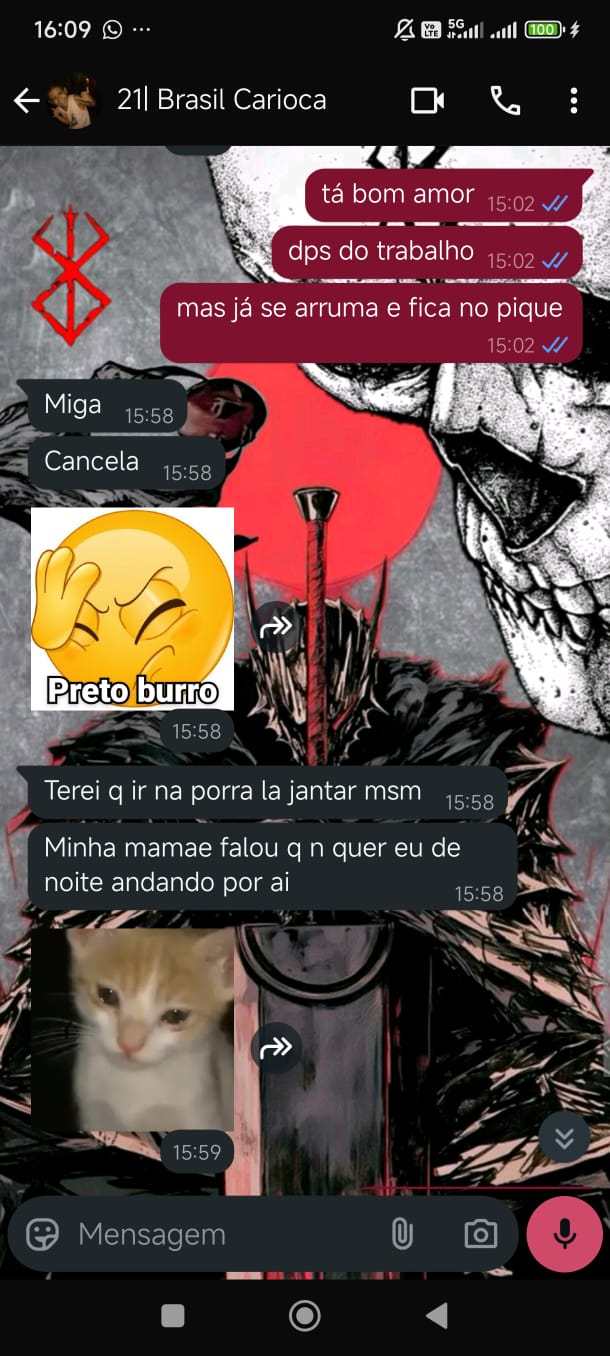 16:09
Vo LTE
5G
100
21| Brasil Carioca
tá bom amor 15:02
dps do trabalho 15:02
mas já se arruma e fica no pique
15:02
Miga 15:58
Cancela 15:58
Preto burro
15:58
Terei q ir na porra la jantar msm 15:58
Minha mamae falou q n quer eu de
noite andando por ai 15:58
15:59
Mensagem